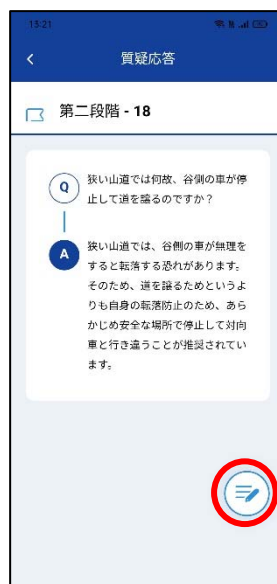 15:21
質疑応答
第二段階 - 18
Q
狭い山道では何故、谷側の車が停
止して道を譲るのですか？
A
狭い山道では、谷側の車が無理を
すると転落する恐れがあります。
そのため、道を譲るためというよ
りも自身の転落防止のため、あら
かじめ安全な場所で停止して対向
車と行き違うことが推奨されてい
ます。